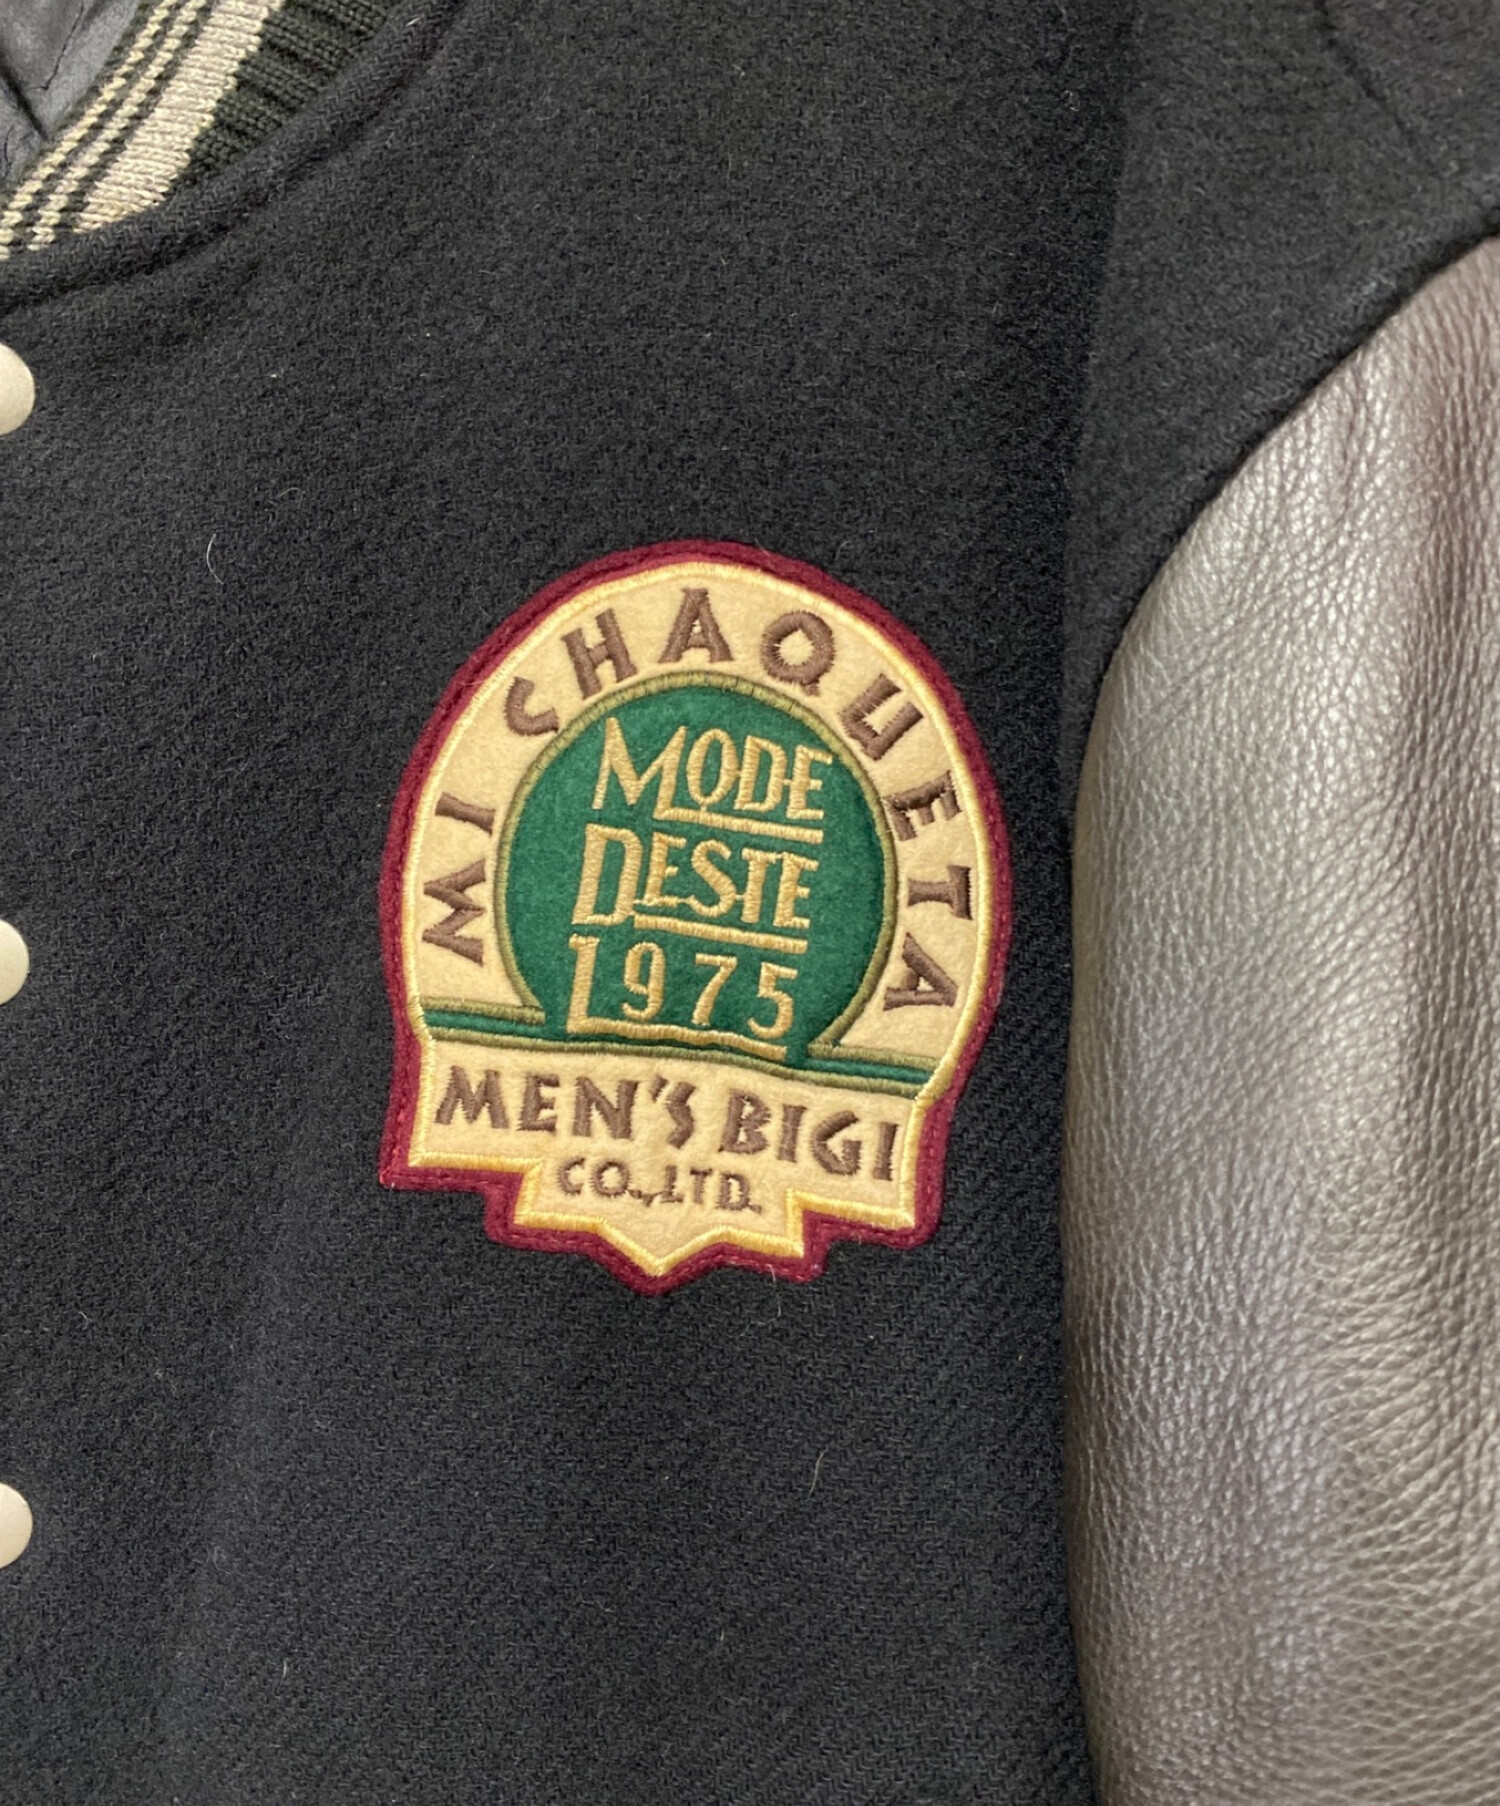 MI CHAQUETA
MODE
DESTE
1975
MEN'S BIGI
CO.,LTD.